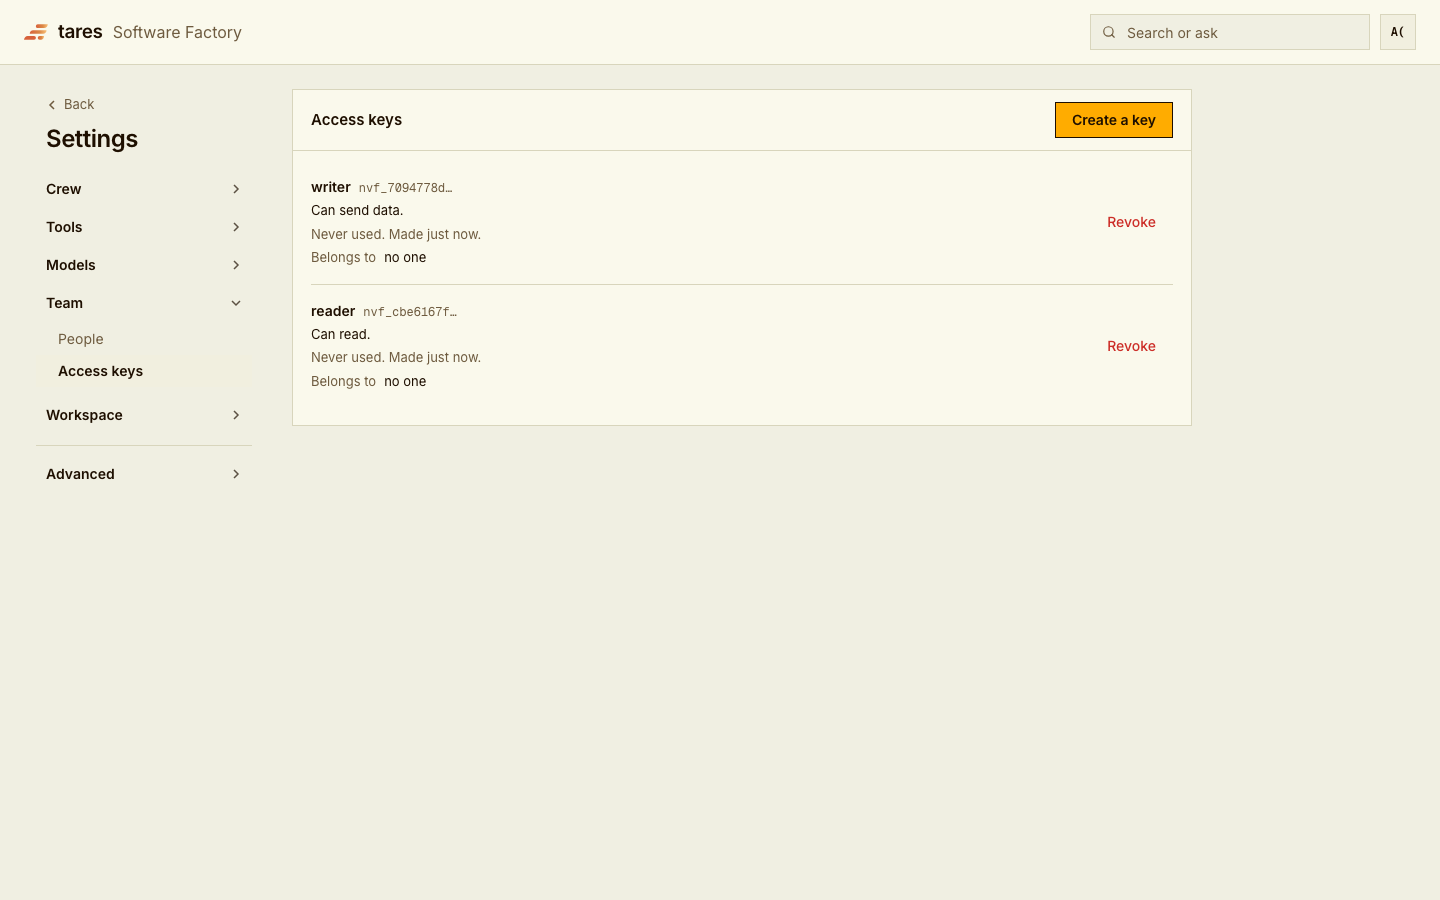 tares Software Factory
Search or ask
A(
Back
Settings
Crew
Tools
Models
Team
People
Access keys
Workspace
Advanced
Access keys
Create a key
writer nvf_7094778d…
Can send data.
Never used. Made just now.
Belongs to no one
Revoke
reader nvf_cbe6167f…
Can read.
Never used. Made just now.
Belongs to no one
Revoke